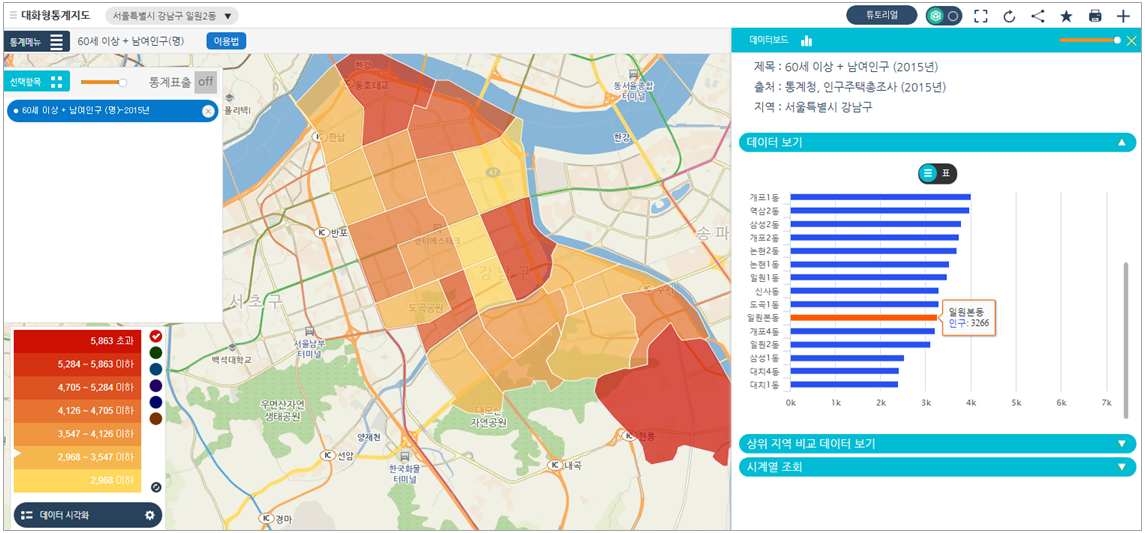 대화형통계지도
서울특별시 강남구 일원2동 ▼
튜토리얼
통계메뉴
60세 이상 + 남여인구(명)
이용법
선택항목
통계표출 off
● 60세 이상 + 남여인구 (명)-2015년
한강
동호대교
동서울종합
터미널
IC 한남
한강
47
IC 반포
센티에스테크
송파
강남구
서초구
도곡공원
IC 수서
서울남부
터미널
백석대학교
우면산자연
생태공원
대모산
자연공원
양재천
IC 선암
한국화물
터미널
IC 헌릉
IC 내곡
IC 경마
5,863 초과
5,284 ~ 5,863 이하
4,705 ~ 5,284 이하
4,126 ~ 4,705 이하
3,547 ~ 4,126 이하
2,968 ~ 3,547 이하
2,968 이하
데이터 시각화
데이터보드
제목 : 60세 이상 + 남여인구 (2015년)
출처 : 통계청, 인구주택총조사 (2015년)
지역 : 서울특별시 강남구
데이터 보기 ▲
표
개포1동
역삼2동
삼성2동
개포2동
논현2동
논현1동
일원1동
신사동
도곡1동
일원본동
개포4동
일원2동
삼성1동
대치4동
대치1동
일원본동
인구: 3266
0k 1k 2k 3k 4k 5k 6k 7k
상위 지역 비교 데이터 보기 ▼
시계열 조회 ▼